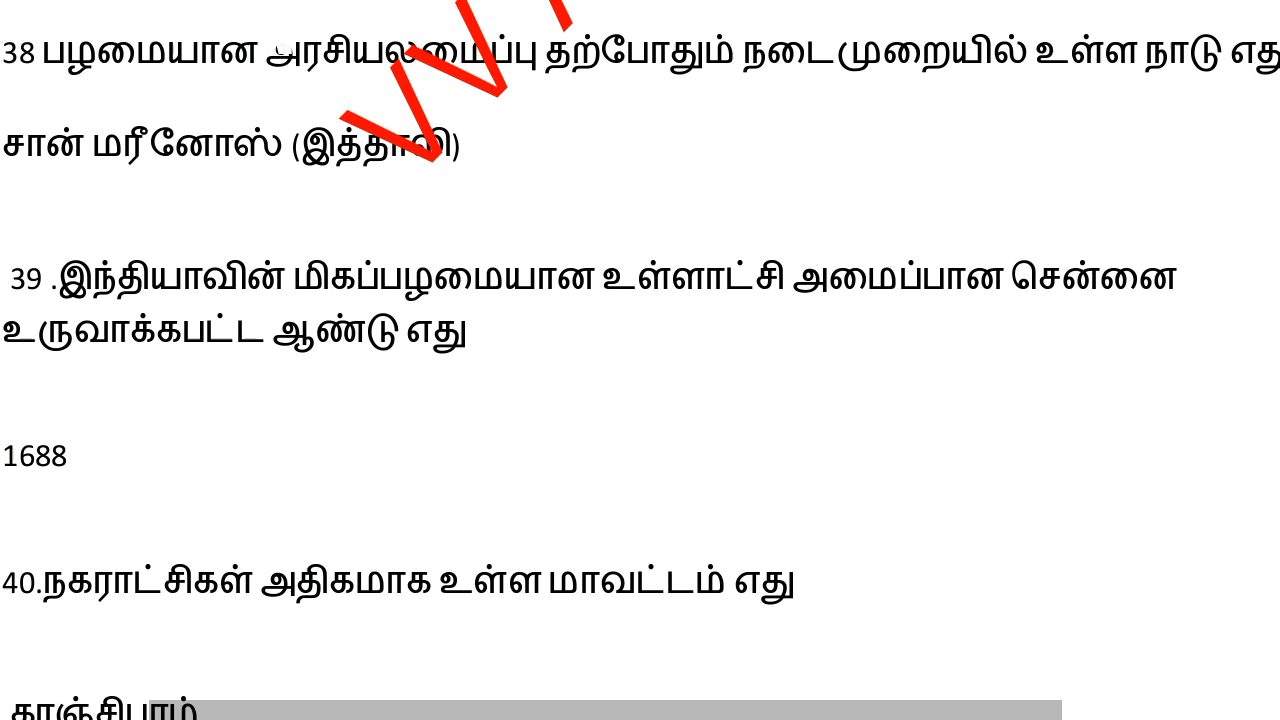 38 பழமையான அரசியலமைப்பு தற்போதும் நடைமுறையில் உள்ள நாடு எது
சான் மரீனோஸ் (இத்தாலி)
39 .இந்தியாவின் மிகப்பழமையான உள்ளாட்சி அமைப்பான சென்னை
உருவாக்கபட்ட ஆண்டு எது
1688
40.நகராட்சிகள் அதிகமாக உள்ள மாவட்டம் எது
காஞ்சிபுரம்